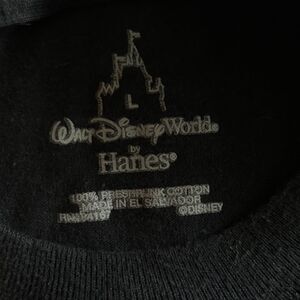 L
Walt Disney World®
by
Hanes®
100% PRESHRUNK COTTON
MADE IN EL SALVADOR
©DISNEY